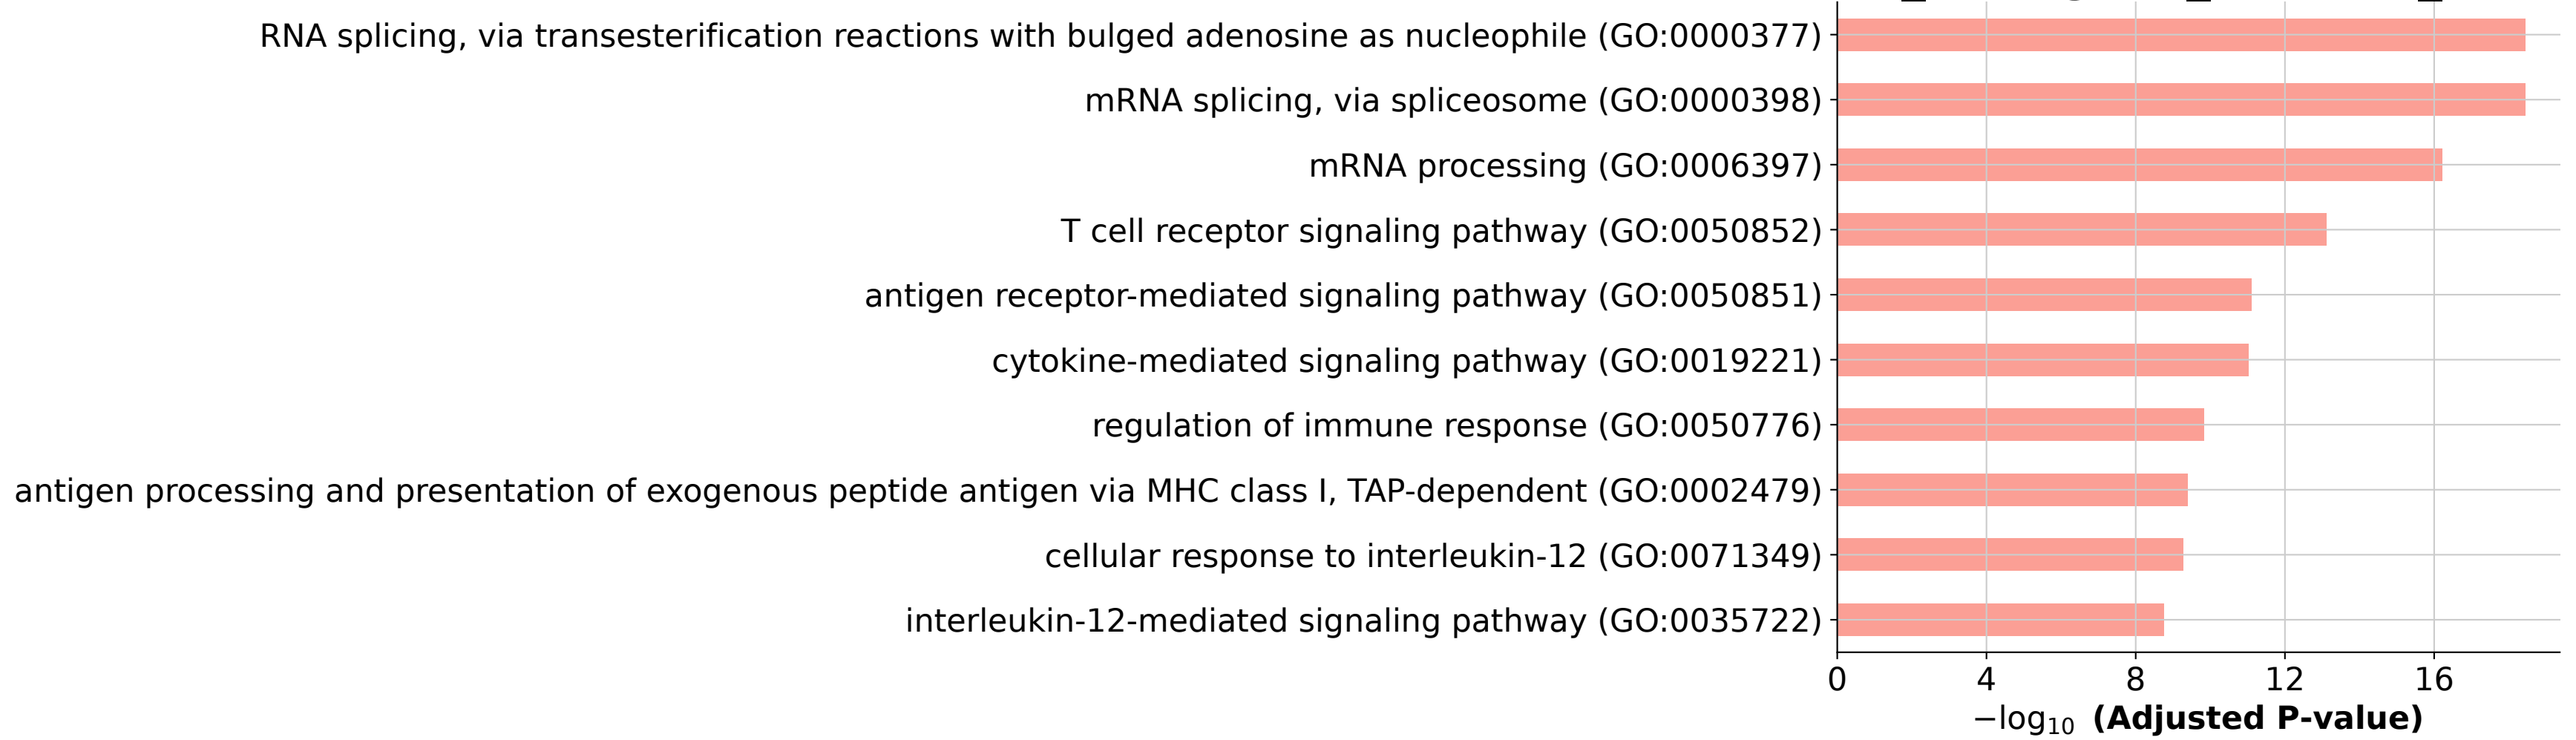 RNA splicing, via transesterification reactions with bulged adenosine as nucleophile (GO:0000377)
mRNA splicing, via spliceosome (GO:0000398)
mRNA processing (GO:0006397)
T cell receptor signaling pathway (GO:0050852)
antigen receptor-mediated signaling pathway (GO:0050851)
cytokine-mediated signaling pathway (GO:0019221)
regulation of immune response (GO:0050776)
antigen processing and presentation of exogenous peptide antigen via MHC class I, TAP-dependent (GO:0002479)
cellular response to interleukin-12 (GO:0071349)
interleukin-12-mediated signaling pathway (GO:0035722)
0 4 8 12 16
−log₁₀ (Adjusted P-value)